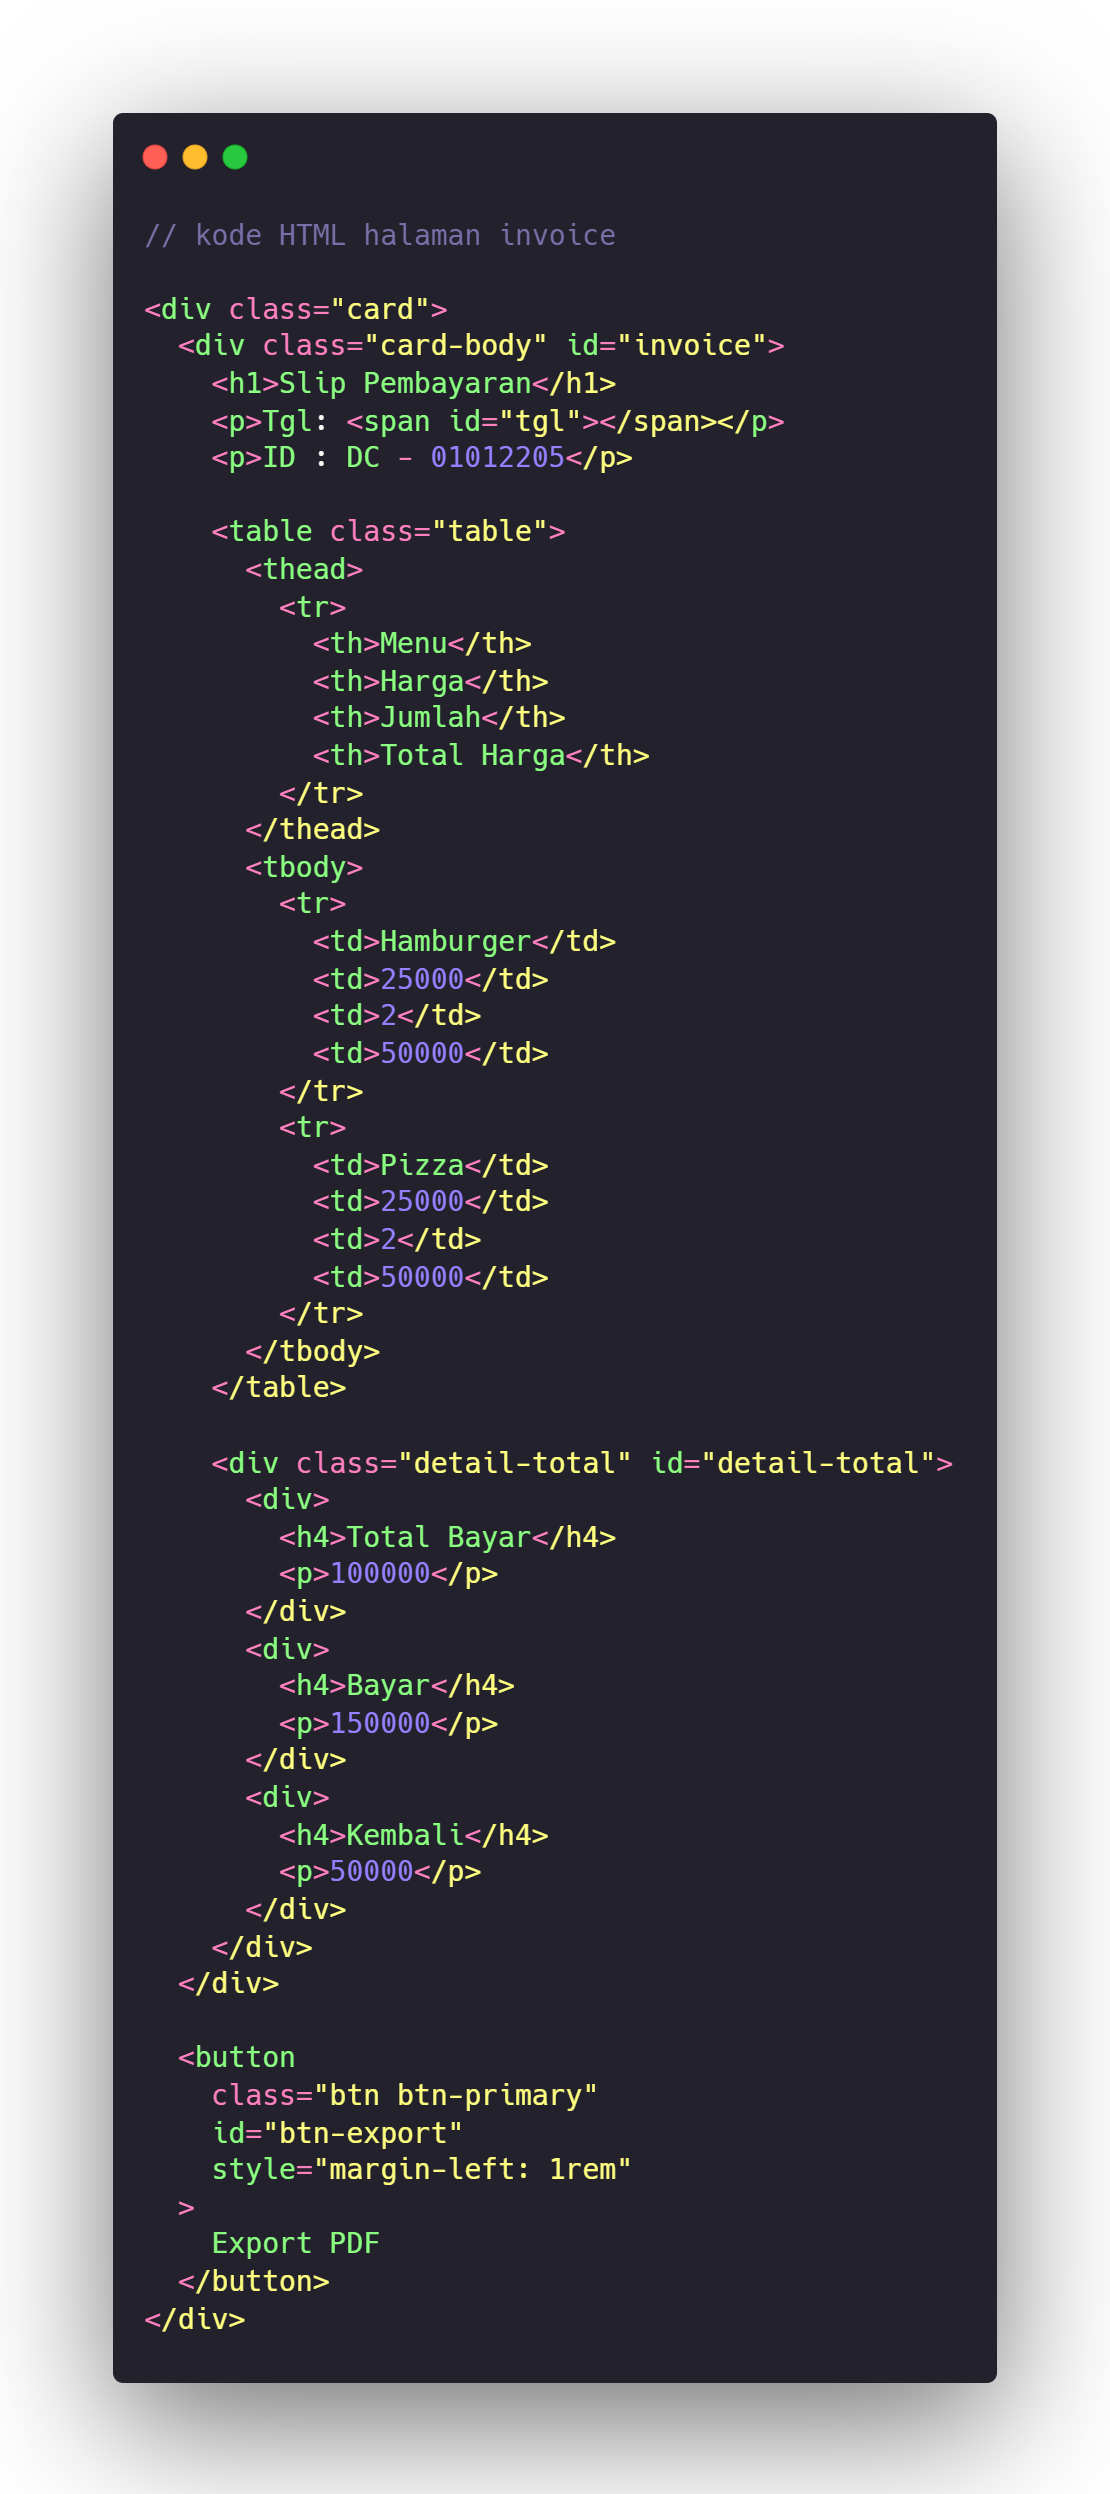 // kode HTML halaman invoice

<div class="card">
  <div class="card-body" id="invoice">
    <h1>Slip Pembayaran</h1>
    <p>Tgl: <span id="tgl"></span></p>
    <p>ID : DC - 01012205</p>

    <table class="table">
      <thead>
        <tr>
          <th>Menu</th>
          <th>Harga</th>
          <th>Jumlah</th>
          <th>Total Harga</th>
        </tr>
      </thead>
      <tbody>
        <tr>
          <td>Hamburger</td>
          <td>25000</td>
          <td>2</td>
          <td>50000</td>
        </tr>
        <tr>
          <td>Pizza</td>
          <td>25000</td>
          <td>2</td>
          <td>50000</td>
        </tr>
      </tbody>
    </table>

    <div class="detail-total" id="detail-total">
      <div>
        <h4>Total Bayar</h4>
        <p>100000</p>
      </div>
      <div>
        <h4>Bayar</h4>
        <p>150000</p>
      </div>
      <div>
        <h4>Kembali</h4>
        <p>50000</p>
      </div>
    </div>
  </div>

  <button
    class="btn btn-primary"
    id="btn-export"
    style="margin-left: 1rem"
  >
    Export PDF
  </button>
</div>